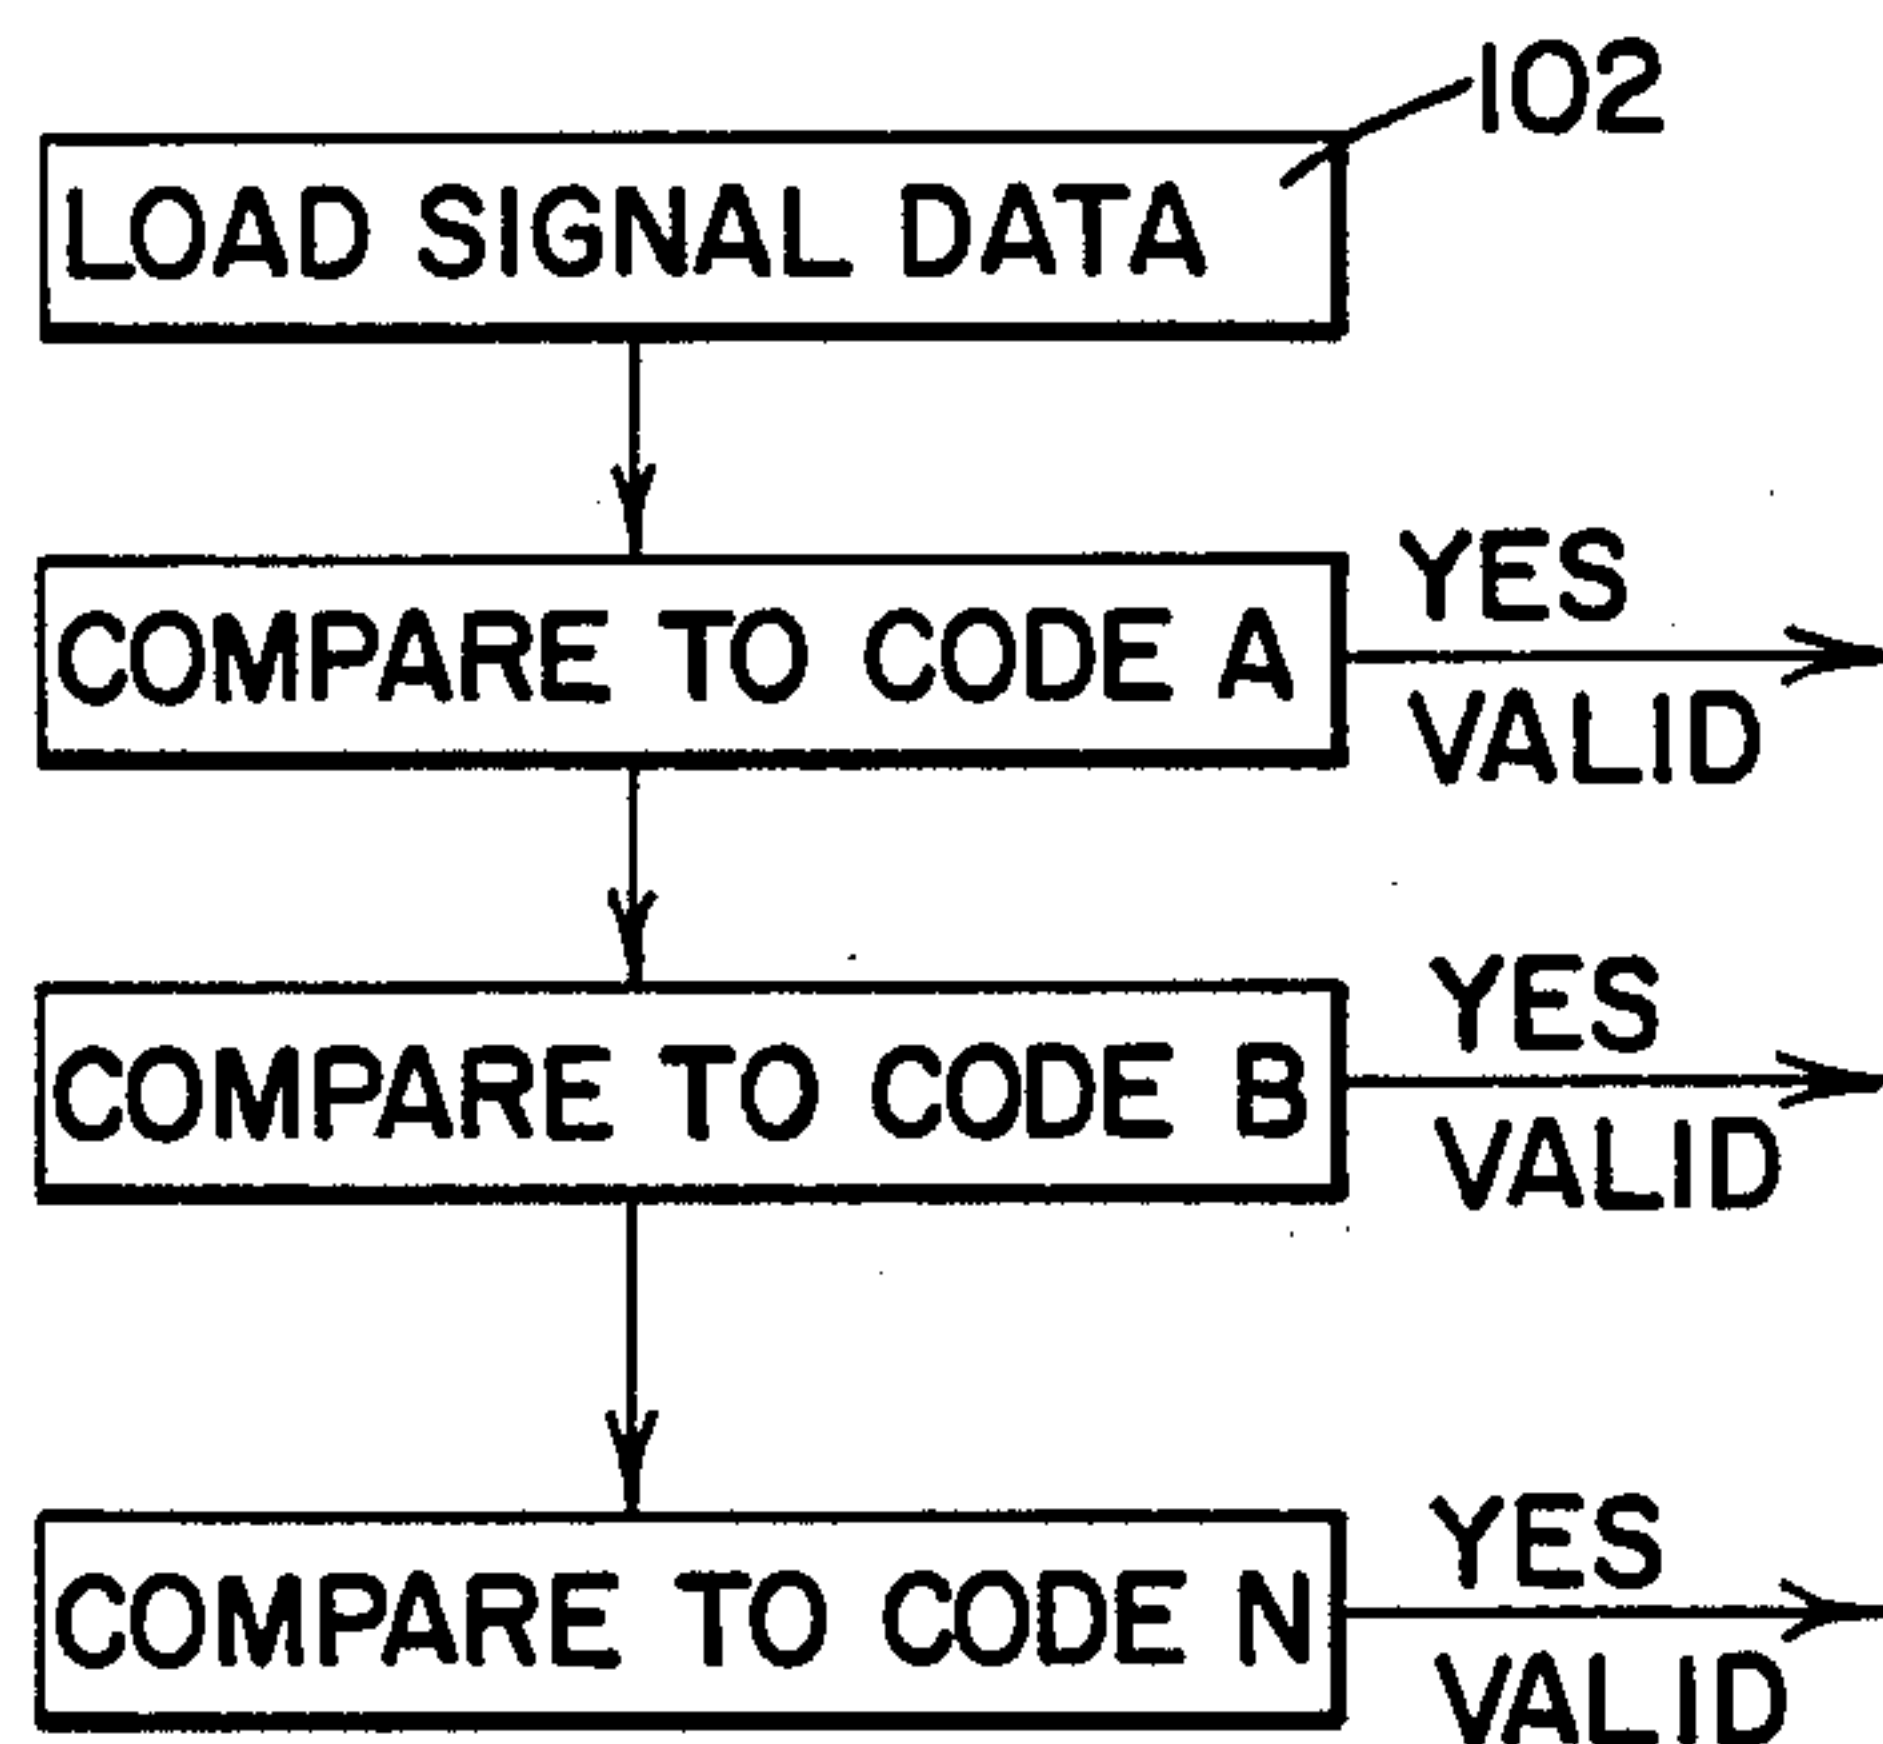 102
LOAD SIGNAL DATA
YES
COMPARE TO CODE A
VALID
YES
COMPARE TO CODE B
VALID
YES
COMPARE TO CODE N
VALID